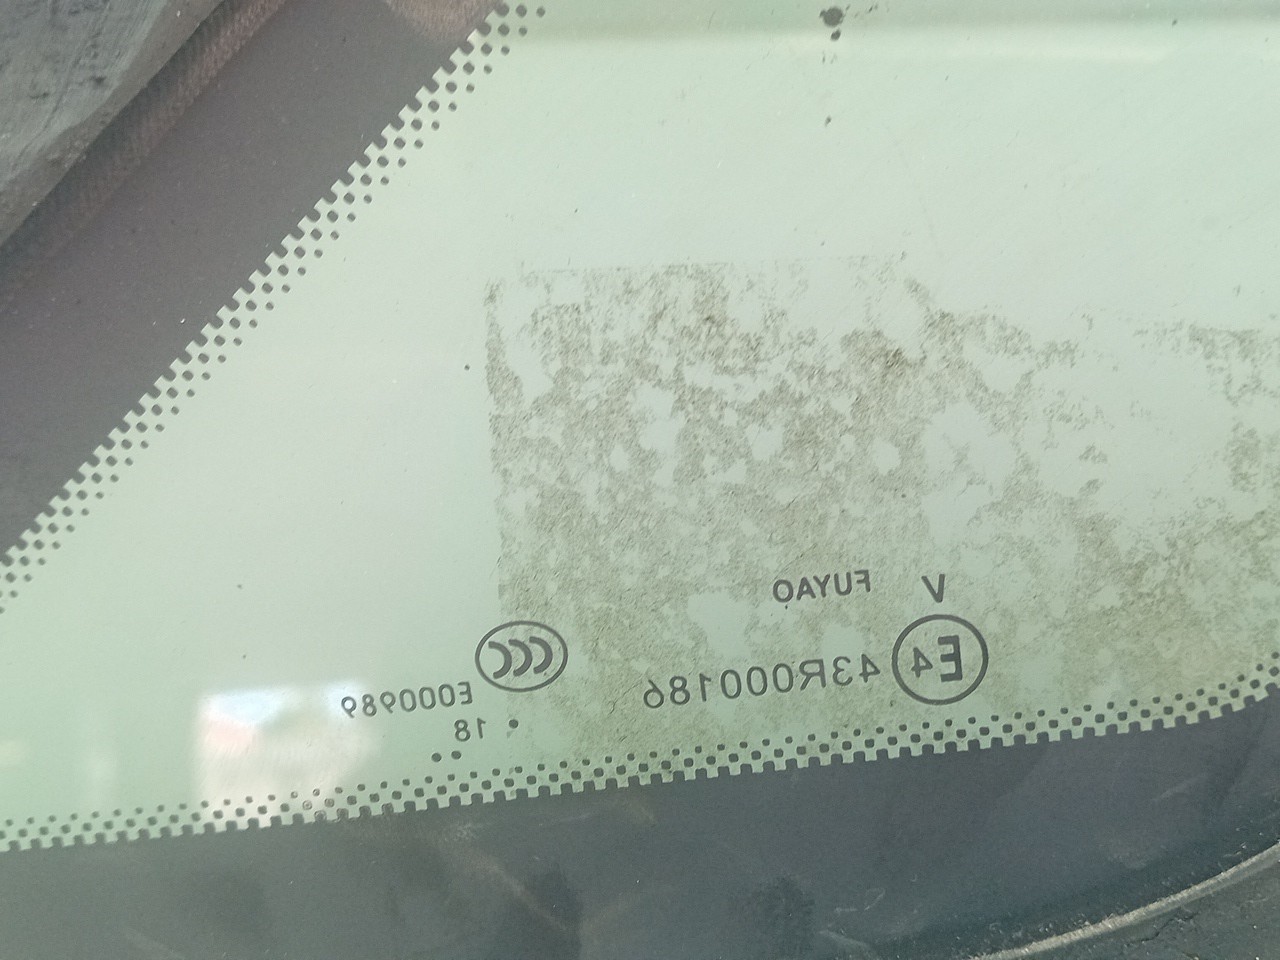 V FUYAO
E4 43R000186
CCC
E000989
18